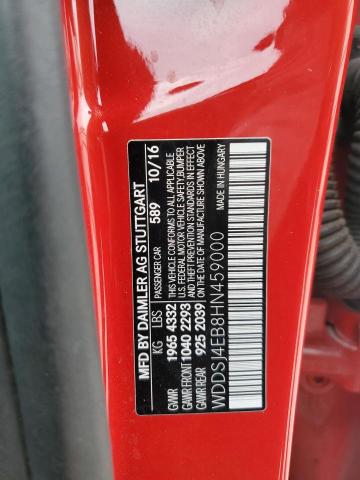 MFD BY DAIMLER AG STUTTGART
PASSENGER CAR 589 10/16
KG LBS
GVWR 1965 4332
GAWR FRONT 1040 2293
GAWR REAR 925 2039
THIS VEHICLE CONFORMS TO ALL APPLICABLE
U.S. FEDERAL MOTOR VEHICLE SAFETY, BUMPER
AND THEFT PREVENTION STANDARDS IN EFFECT
ON THE DATE OF MANUFACTURE SHOWN ABOVE.
MADE IN HUNGARY
WDDSJ4EB8HN459000